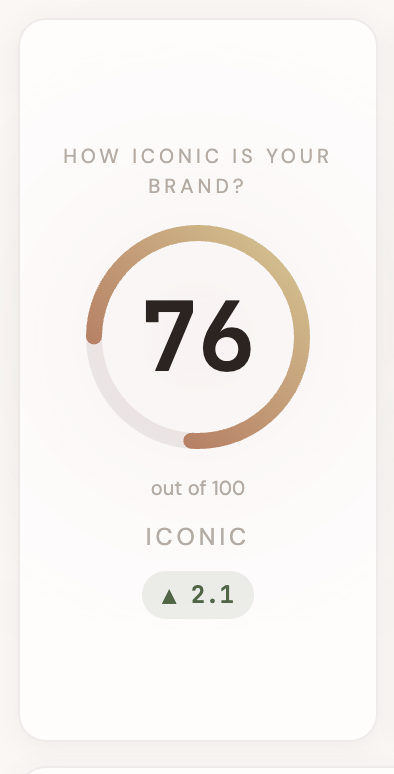 HOW ICONIC IS YOUR
BRAND?
76
out of 100
ICONIC
▲ 2.1